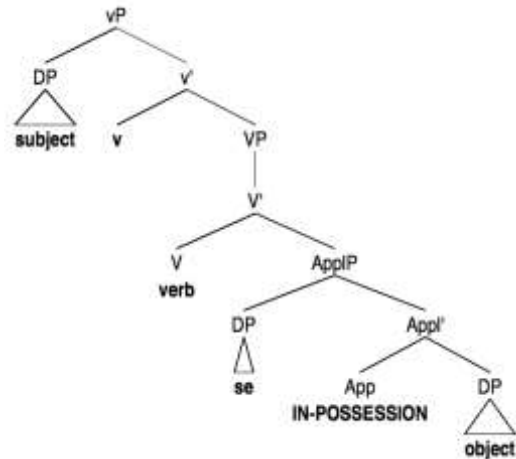 vP
DP v'
subject v VP
V'
V ApplP
verb
DP Appl'
se App DP
IN-POSSESSION
object